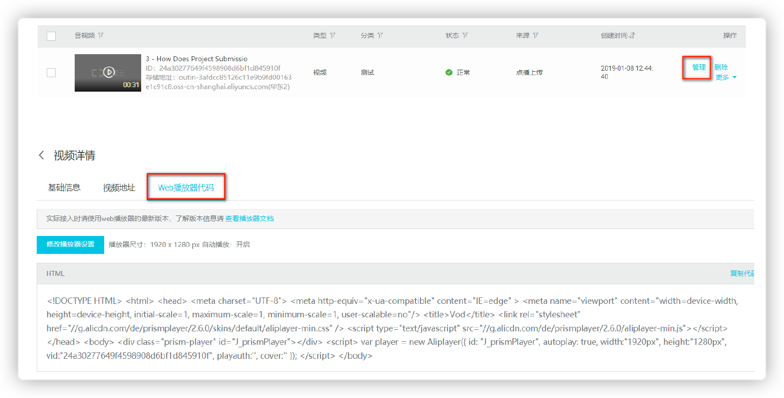 音视频 类型 分类 状态 来源 创建时间 操作
3 - How Does Project Submissio
ID: 24a30277649f4598908d6bf1d845910f
存储地址:
00:31
视频 测试 正常 点播上传
2019-01-08 12:44:
40
管理 删除
更多
视频详情
基础信息 视频地址 Web播放器代码
实际接入时请使用web播放器的最新版本，了解版本信息请 查看播放器文档
修改播放器设置 播放器尺寸：1920 x 1280 px 自动播放：开启
HTML 复制代码
<!DOCTYPE HTML> <html> <head> <meta charset="UTF-8"> <meta http-equiv="x-ua-compatible" content="IE=edge" > <meta name="viewport" content="width=device-width,
height=device-height, initial-scale=1, maximum-scale=1, minimum-scale=1, user-scalable=no"/> <title>Vod</title> <link rel="stylesheet"
href="//g.alicdn.com/de/prismplayer/2.6.0/skins/default/aliplayer-min.css" /> <script type="text/javascript" src="//g.alicdn.com/de/prismplayer/2.6.0/aliplayer-min.js"></script>
</head> <body> <div class="prism-player" id="J_prismPlayer"></div> <script> var player = new Aliplayer({ id: "J_prismPlayer", autoplay: true, width:"1920px", height:"1280px",
vid:"24a30277649f4598908d6bf1d845910f", playauth:'', cover:'' }); </script> </body>